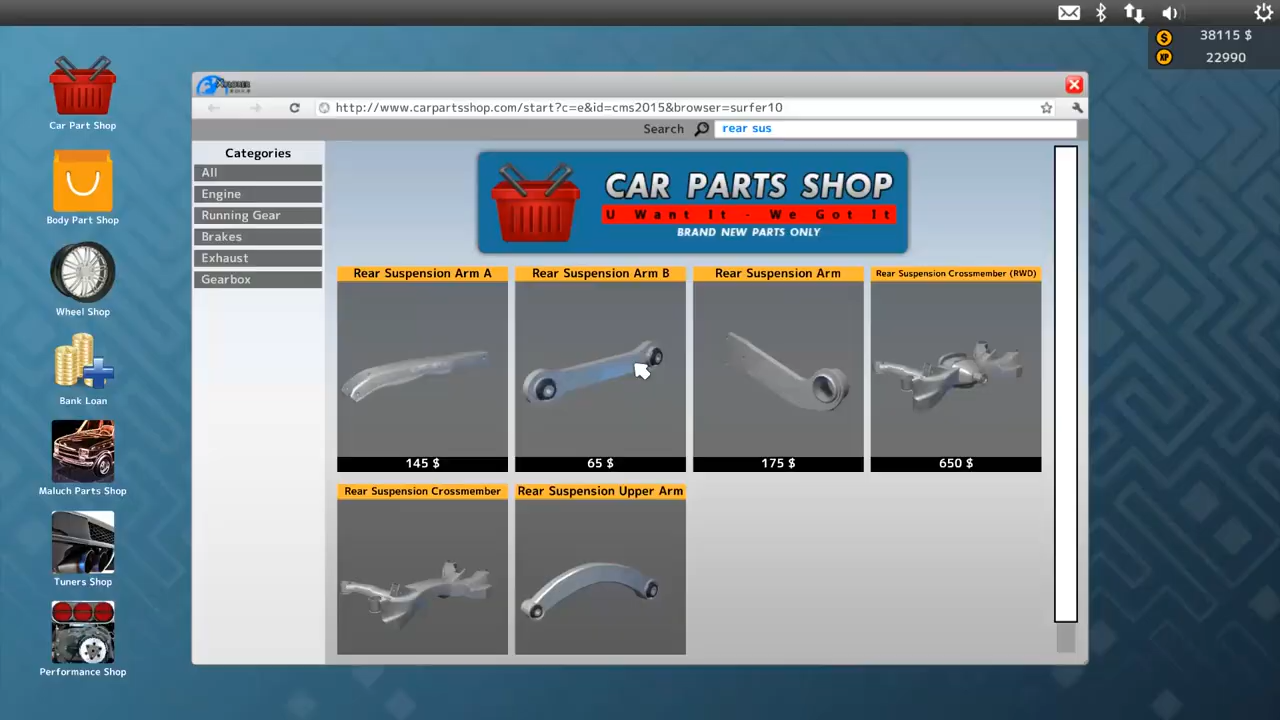 38115 $
22990
Car Part Shop
Body Part Shop
Wheel Shop
Bank Loan
Maluch Parts Shop
Tuners Shop
Performance Shop
http://www.carpartsshop.com/start?c=e&id=cms2015&browser=surfer10
Search rear sus
Categories
All
Engine
Running Gear
Brakes
Exhaust
Gearbox
CAR PARTS SHOP
U Want It - We Got It
BRAND NEW PARTS ONLY
Rear Suspension Arm A
145 $
Rear Suspension Arm B
65 $
Rear Suspension Arm
175 $
Rear Suspension Crossmember (RWD)
650 $
Rear Suspension Crossmember
Rear Suspension Upper Arm